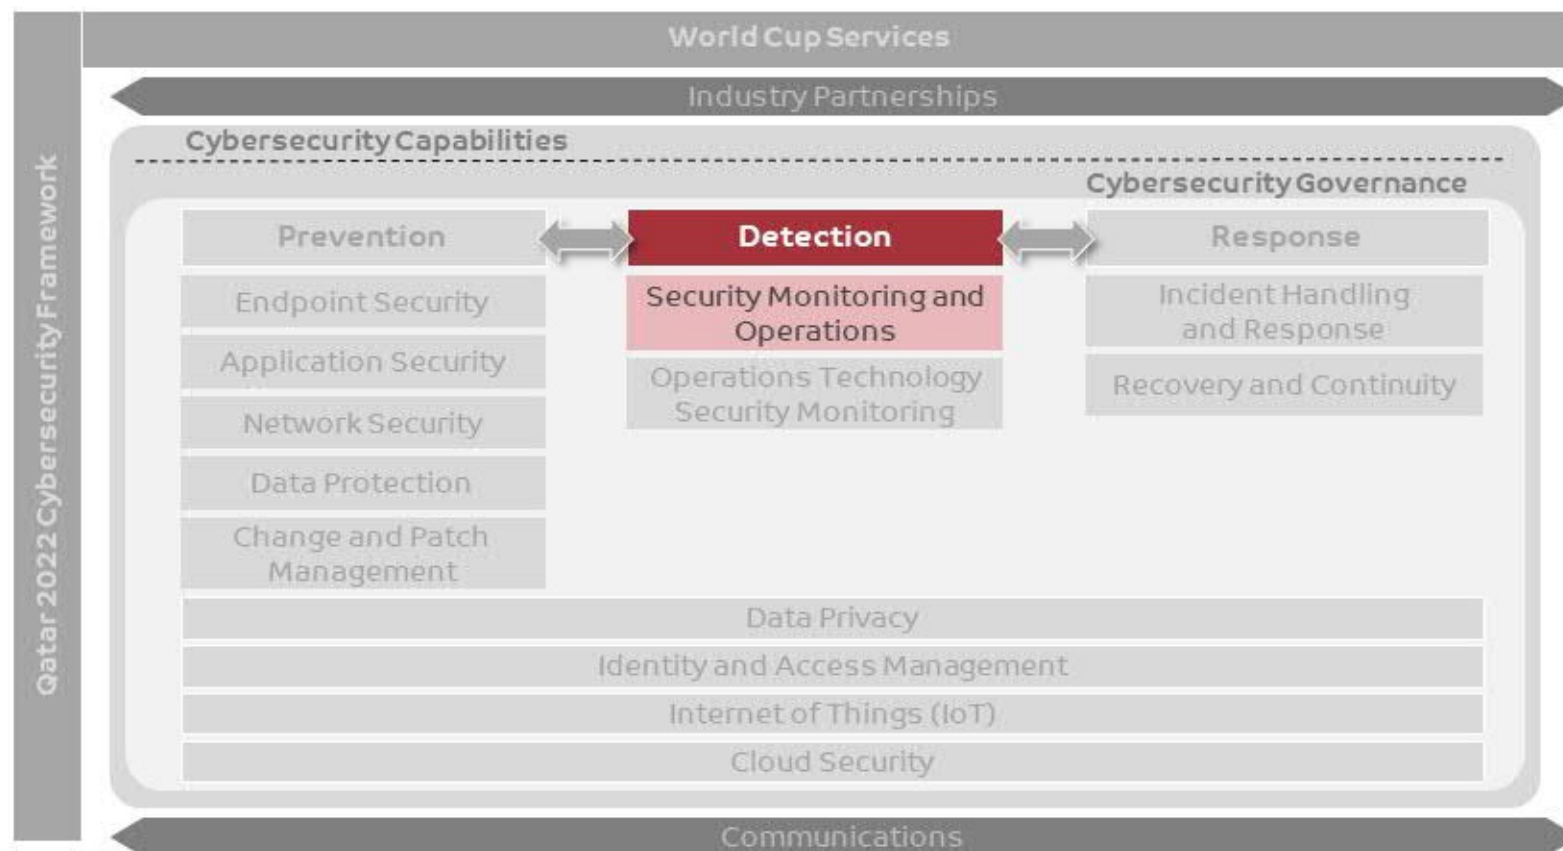 World Cup Services
Industry Partnerships
Qatar 2022 Cybersecurity Framework
Cybersecurity Capabilities
Cybersecurity Governance
Prevention
Detection
Response
Endpoint Security
Application Security
Network Security
Data Protection
Change and Patch
Management
Security Monitoring and
Operations
Operations Technology
Security Monitoring
Incident Handling
and Response
Recovery and Continuity
Data Privacy
Identity and Access Management
Internet of Things (IoT)
Cloud Security
Communications